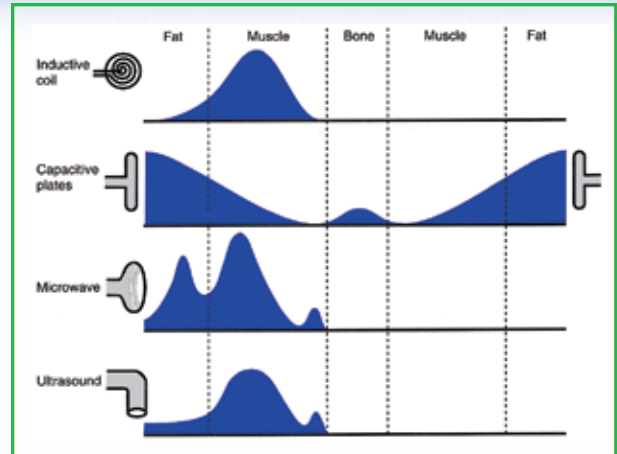 Fat Muscle Bone Muscle Fat
Inductive
coil
Capacitive
plates
Microwave
Ultrasound